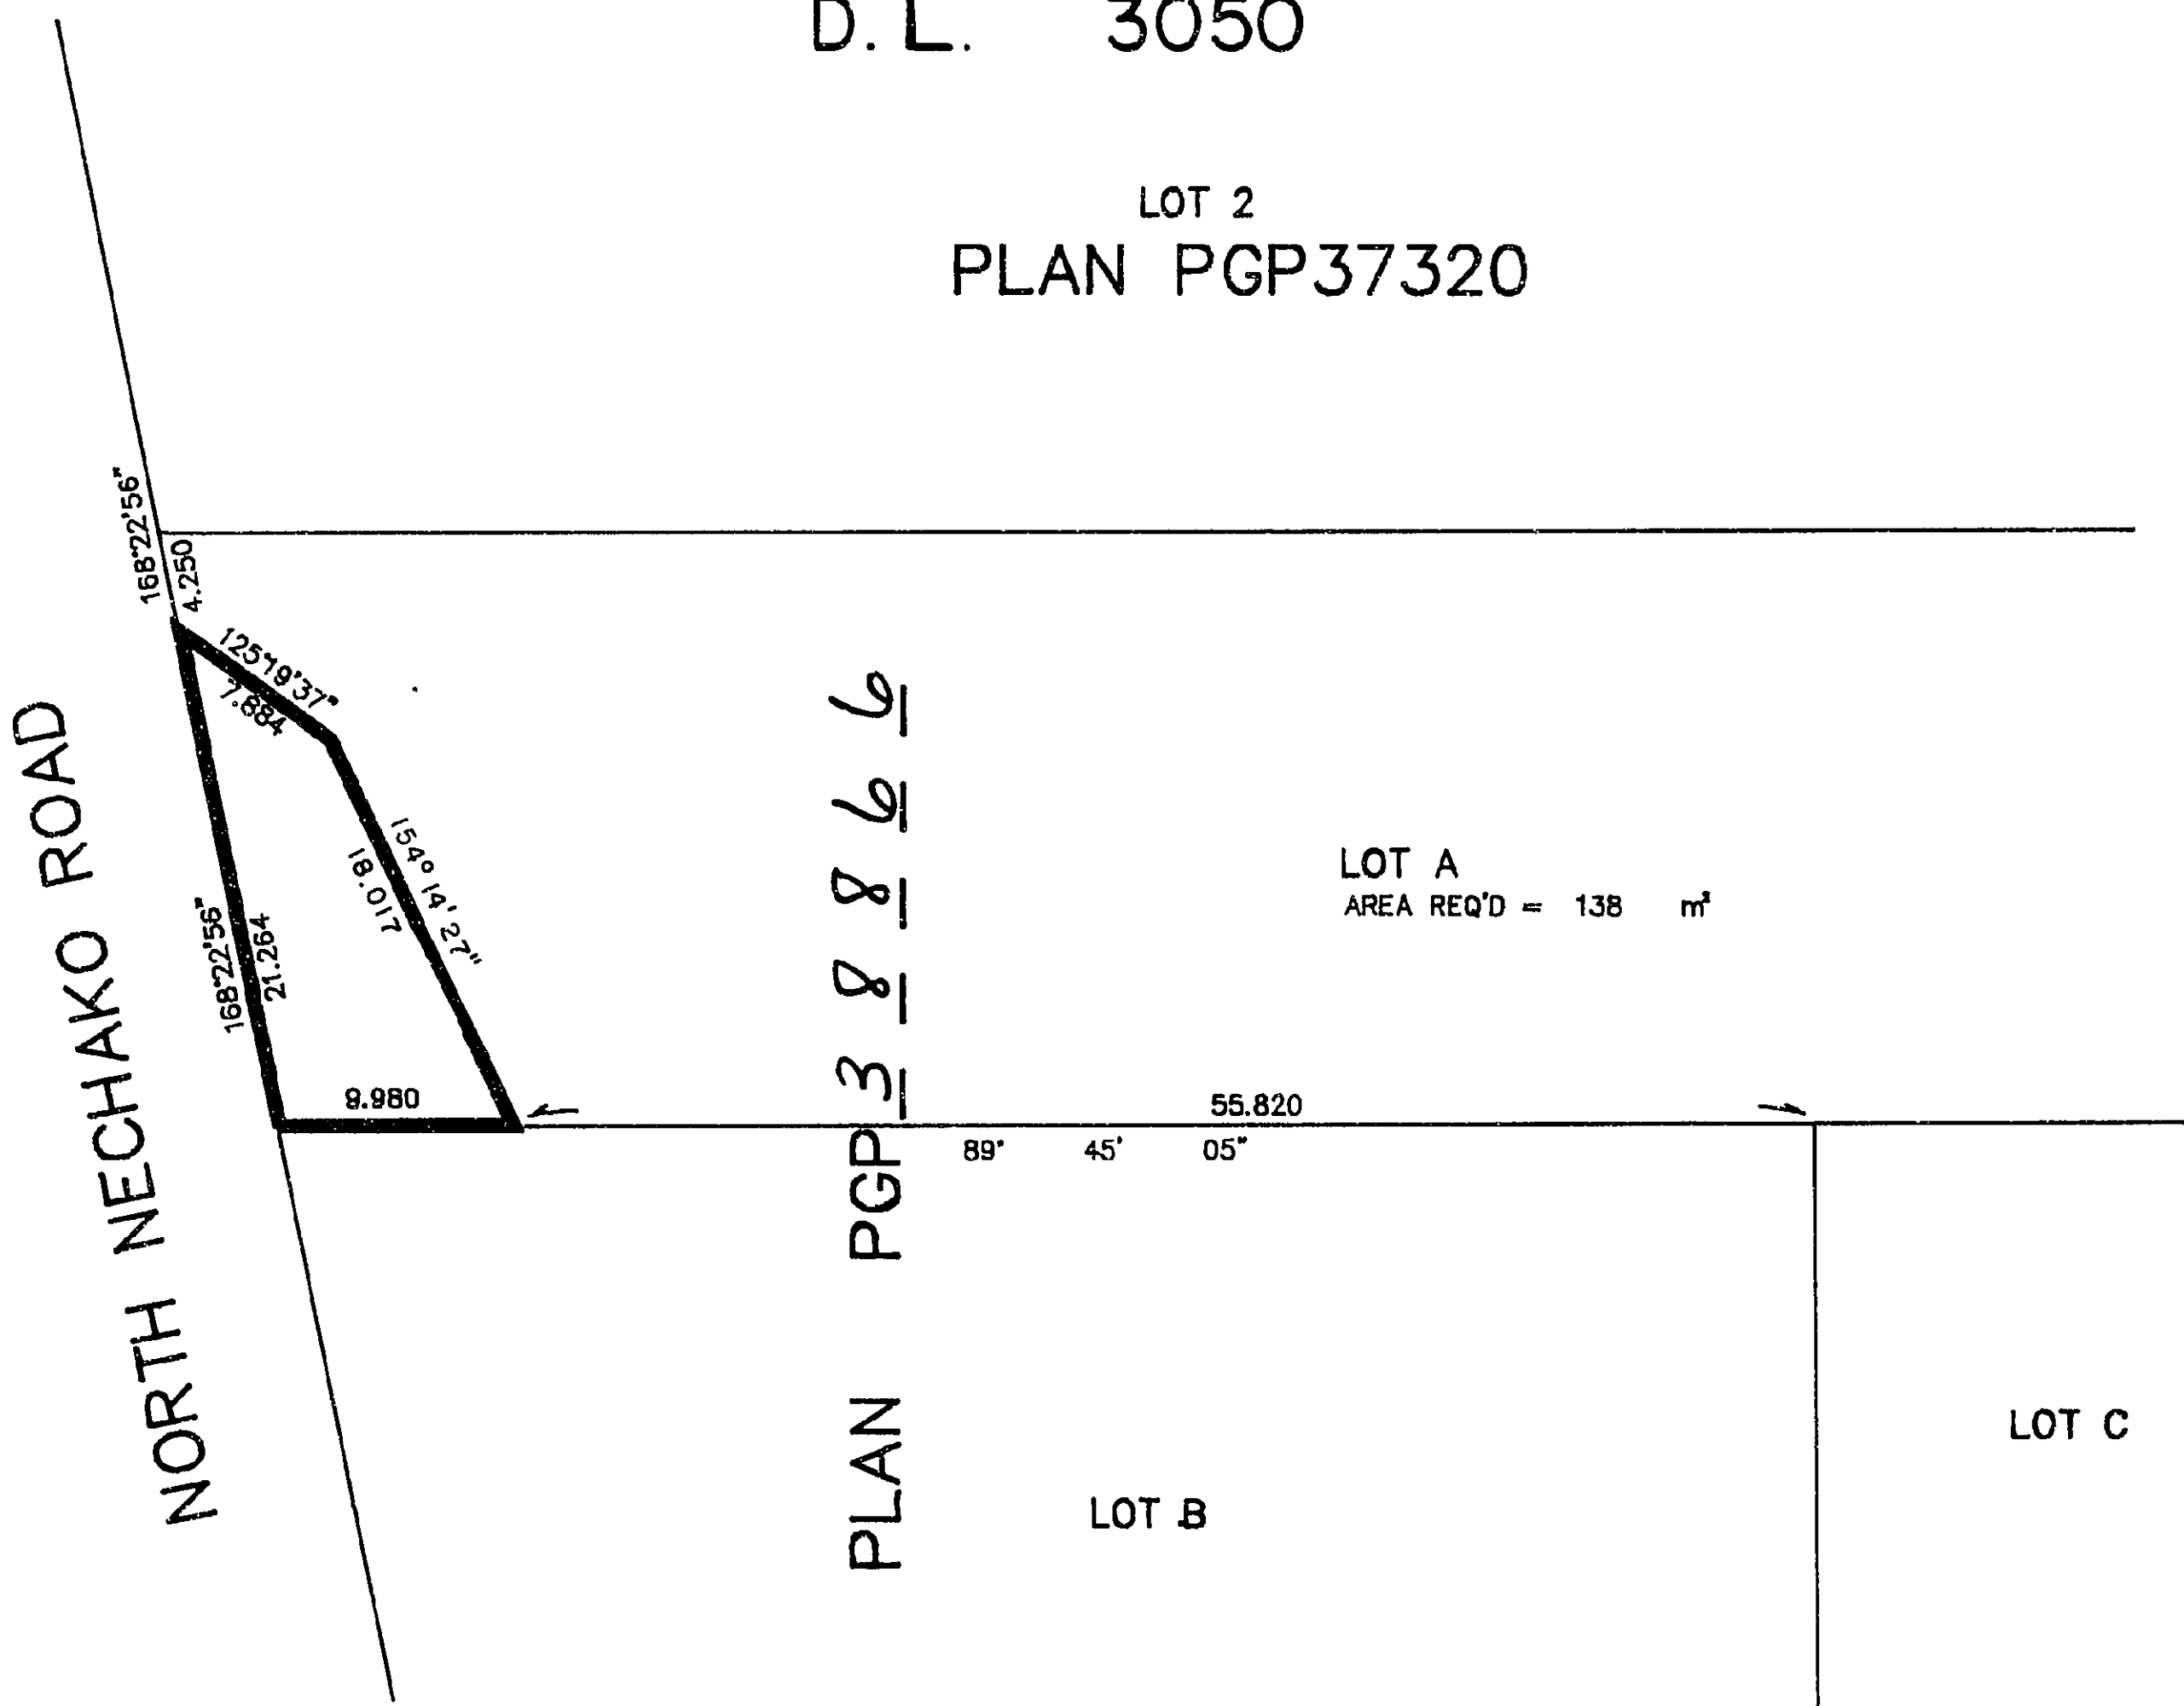 D.L. 3050
LOT 2
PLAN PGP37320
168°22'56"
4.250
125°19'37"
7.884
NORTH NECHAKO ROAD
168°22'56"
21.264
154°14'27"
18.017
PLAN PGP 38866
LOT A
AREA REQ'D = 138 m²
9.980
55.820
89° 45' 05"
LOT B
LOT C